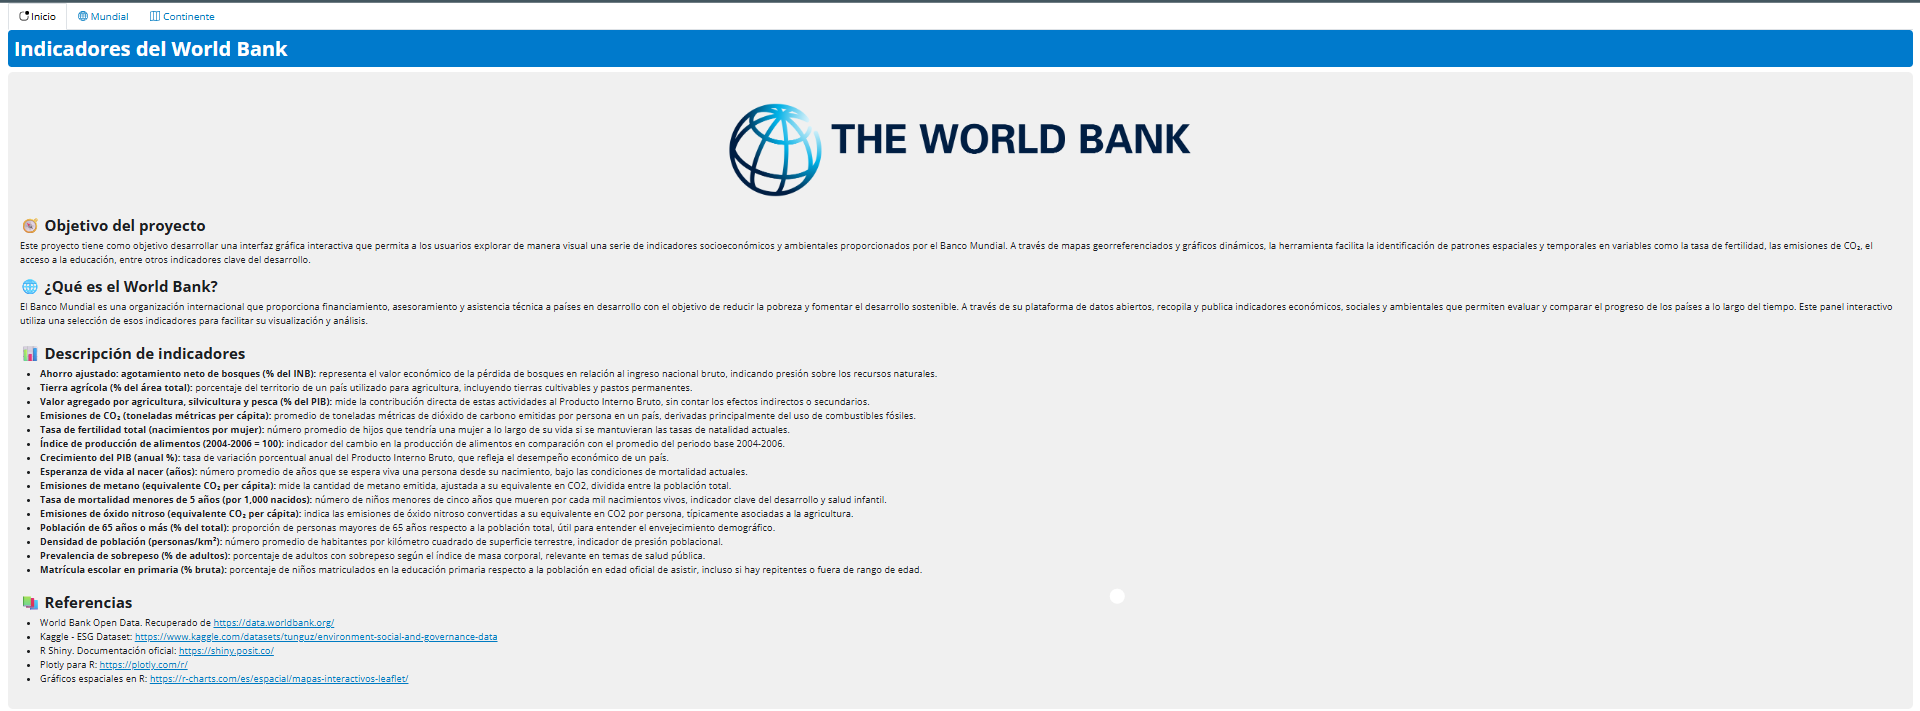 Inicio Mundial Continente
Indicadores del World Bank
THE WORLD BANK
Objetivo del proyecto
Este proyecto tiene como objetivo desarrollar una interfaz gráfica interactiva que permita a los usuarios explorar de manera visual una serie de indicadores socioeconómicos y ambientales proporcionados por el Banco Mundial. A través de mapas georreferenciados y gráficos dinámicos, la herramienta facilita la identificación de patrones espaciales y temporales en variables como la tasa de fertilidad, las emisiones de CO₂, el
acceso a la educación, entre otros indicadores clave del desarrollo.
¿Qué es el World Bank?
El Banco Mundial es una organización internacional que proporciona financiamiento, asesoramiento y asistencia técnica a países en desarrollo con el objetivo de reducir la pobreza y fomentar el desarrollo sostenible. A través de su plataforma de datos abiertos, recopila y publica indicadores económicos, sociales y ambientales que permiten evaluar y comparar el progreso de los países a lo largo del tiempo. Este panel interactivo
utiliza una selección de esos indicadores para facilitar su visualización y análisis.
Descripción de indicadores
• Ahorro ajustado: agotamiento neto de bosques (% del INB): representa el valor económico de la pérdida de bosques en relación al ingreso nacional bruto, indicando presión sobre los recursos naturales.
• Tierra agrícola (% del área total): porcentaje del territorio de un país utilizado para agricultura, incluyendo tierras cultivables y pastos permanentes.
• Valor agregado por agricultura, silvicultura y pesca (% del PIB): mide la contribución directa de estas actividades al Producto Interno Bruto, sin contar los efectos indirectos o secundarios.
• Emisiones de CO₂ (toneladas métricas per cápita): promedio de toneladas métricas de dióxido de carbono emitidas por persona en un país, derivadas principalmente del uso de combustibles fósiles.
• Tasa de fertilidad total (nacimientos por mujer): número promedio de hijos que tendría una mujer a lo largo de su vida si se mantuvieran las tasas de natalidad actuales.
• Índice de producción de alimentos (2004-2006 = 100): indicador del cambio en la producción de alimentos en comparación con el promedio del periodo base 2004-2006.
• Crecimiento del PIB (anual %): tasa de variación porcentual anual del Producto Interno Bruto, que refleja el desempeño económico de un país.
• Esperanza de vida al nacer (años): número promedio de años que se espera viva una persona desde su nacimiento, bajo las condiciones de mortalidad actuales.
• Emisiones de metano (equivalente CO₂ per cápita): mide la cantidad de metano emitida, ajustada a su equivalente en CO2, dividida entre la población total.
• Tasa de mortalidad menores de 5 años (por 1,000 nacidos): número de niños menores de cinco años que mueren por cada mil nacimientos vivos, indicador clave del desarrollo y salud infantil.
• Emisiones de óxido nitroso (equivalente CO₂ per cápita): indica las emisiones de óxido nitroso convertidas a su equivalente en CO2 por persona, típicamente asociadas a la agricultura.
• Población de 65 años o más (% del total): proporción de personas mayores de 65 años respecto a la población total, útil para entender el envejecimiento demográfico.
• Densidad de población (personas/km²): número promedio de habitantes por kilómetro cuadrado de superficie terrestre, indicador de presión poblacional.
• Prevalencia de sobrepeso (% de adultos): porcentaje de adultos con sobrepeso según el índice de masa corporal, relevante en temas de salud pública.
• Matrícula escolar en primaria (% bruta): porcentaje de niños matriculados en la educación primaria respecto a la población en edad oficial de asistir, incluso si hay repitentes o fuera de rango de edad.
Referencias
• World Bank Open Data. Recuperado de https://data.worldbank.org/
• Kaggle - ESG Dataset: https://www.kaggle.com/datasets/tunguz/environment-social-and-governance-data
• R Shiny. Documentación oficial: https://shiny.posit.co/
• Plotly para R: https://plotly.com/r/
• Gráficos espaciales en R: https://r-charts.com/es/espacial/mapas-interactivos-leaflet/